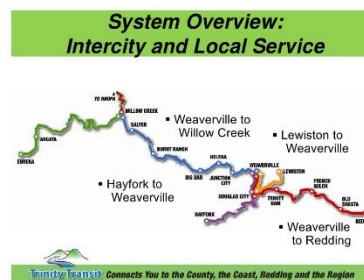 System Overview:
Intercity and Local Service
TO HOOPA
WILLOW CREEK
▪ Weaverville to
Willow Creek
▪ Lewiston to
Weaverville
SALYER
ARCATA
EUREKA
BURNT RANCH
HELENA
BIG BAR
JUNCTION
CITY
WEAVERVILLE
LEWISTON
▪ Hayfork to
Weaverville
DOUGLAS CITY
TRINITY
DAM
FRENCH
GULCH
OLD
SHASTA
HAYFORK
▪ Weaverville
to Redding
Trinity Transit Connects You to the County, the Coast, Redding and the Region